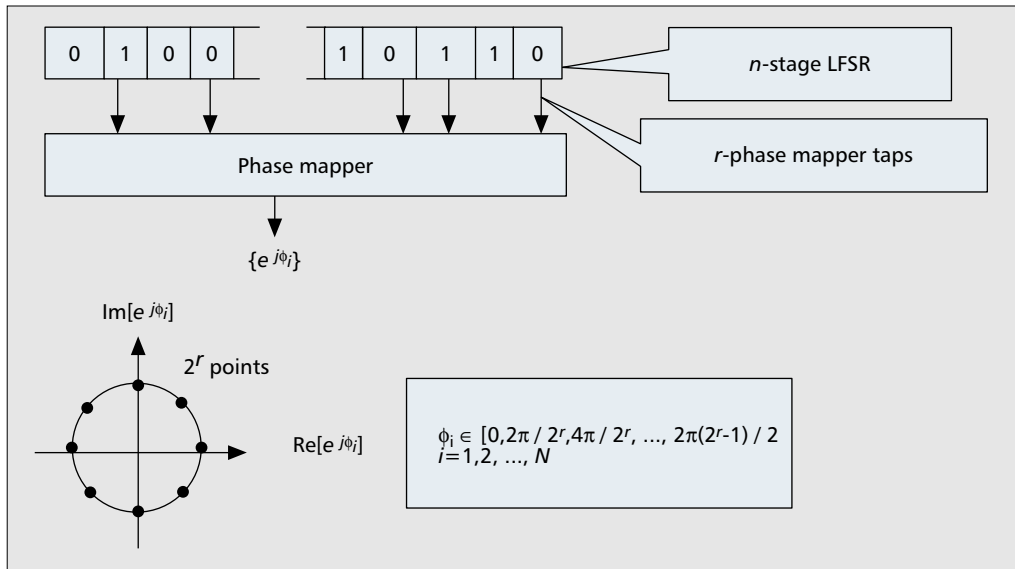 0 1 0 0 1 0 1 1 0
n-stage LFSR
r-phase mapper taps
Phase mapper
{e jϕi}
Im[e jϕi]
2r points
Re[e jϕi]
ϕi ∈ [0,2π / 2r,4π / 2r, ..., 2π(2r-1) / 2
i=1,2, ..., N